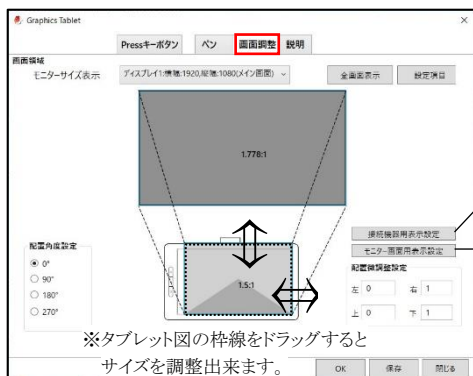 Graphics Tablet
Pressキーボタン ペン 画面調整 説明
画面領域
モニターサイズ表示 ディスプレイ1:横幅:1920,縦幅:1080(メイン画面) 全画面表示 設定項目
1.778:1
接続機器用表示設定
モニター画面用表示設定
配置角度設定
配置微調整設定
0°
90°
180°
270°
1.5:1
左 0 右 1
上 0 下 1
※タブレット図の枠線をドラッグすると
サイズを調整出来ます。
OK 保存 閉じる